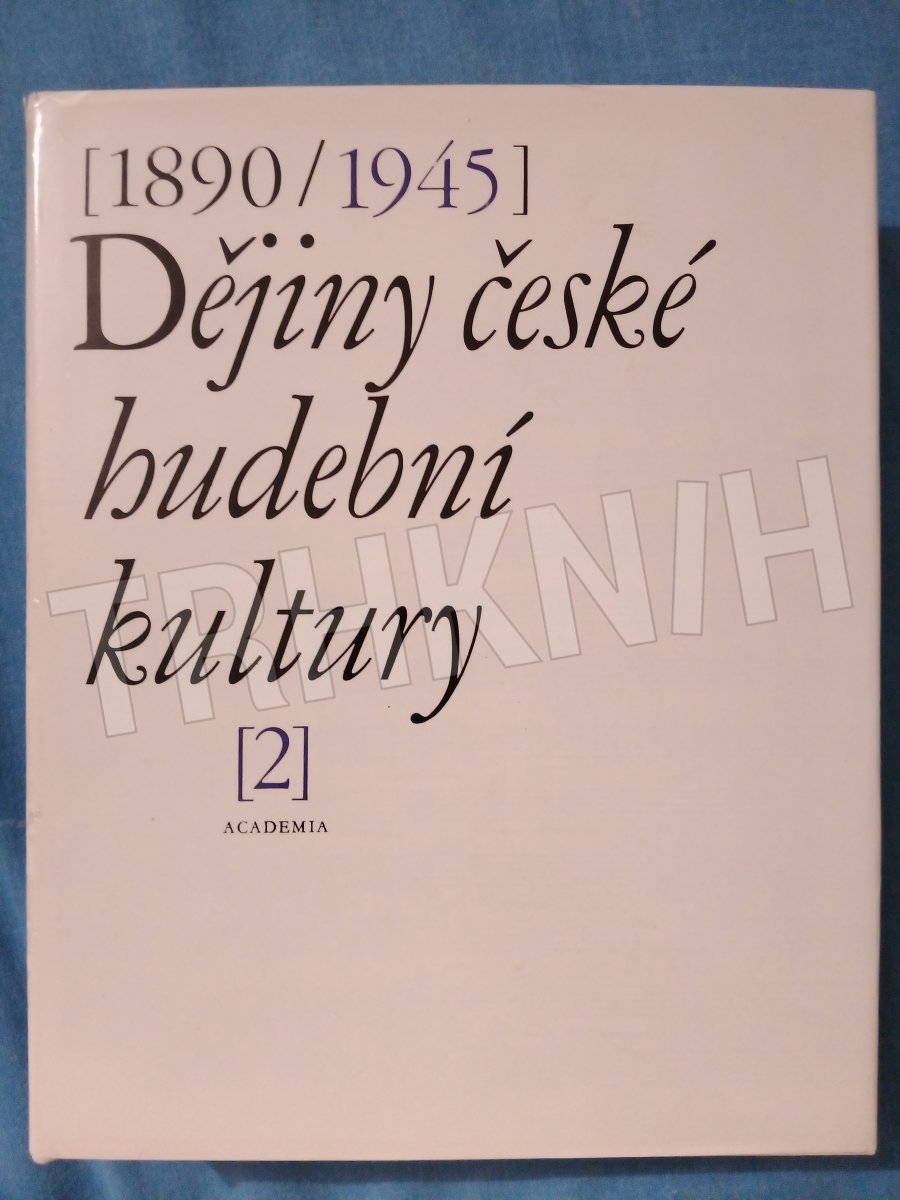 [1890/1945]
Dějiny české
hudební
kultury
TRHKNIH
[2]
ACADEMIA